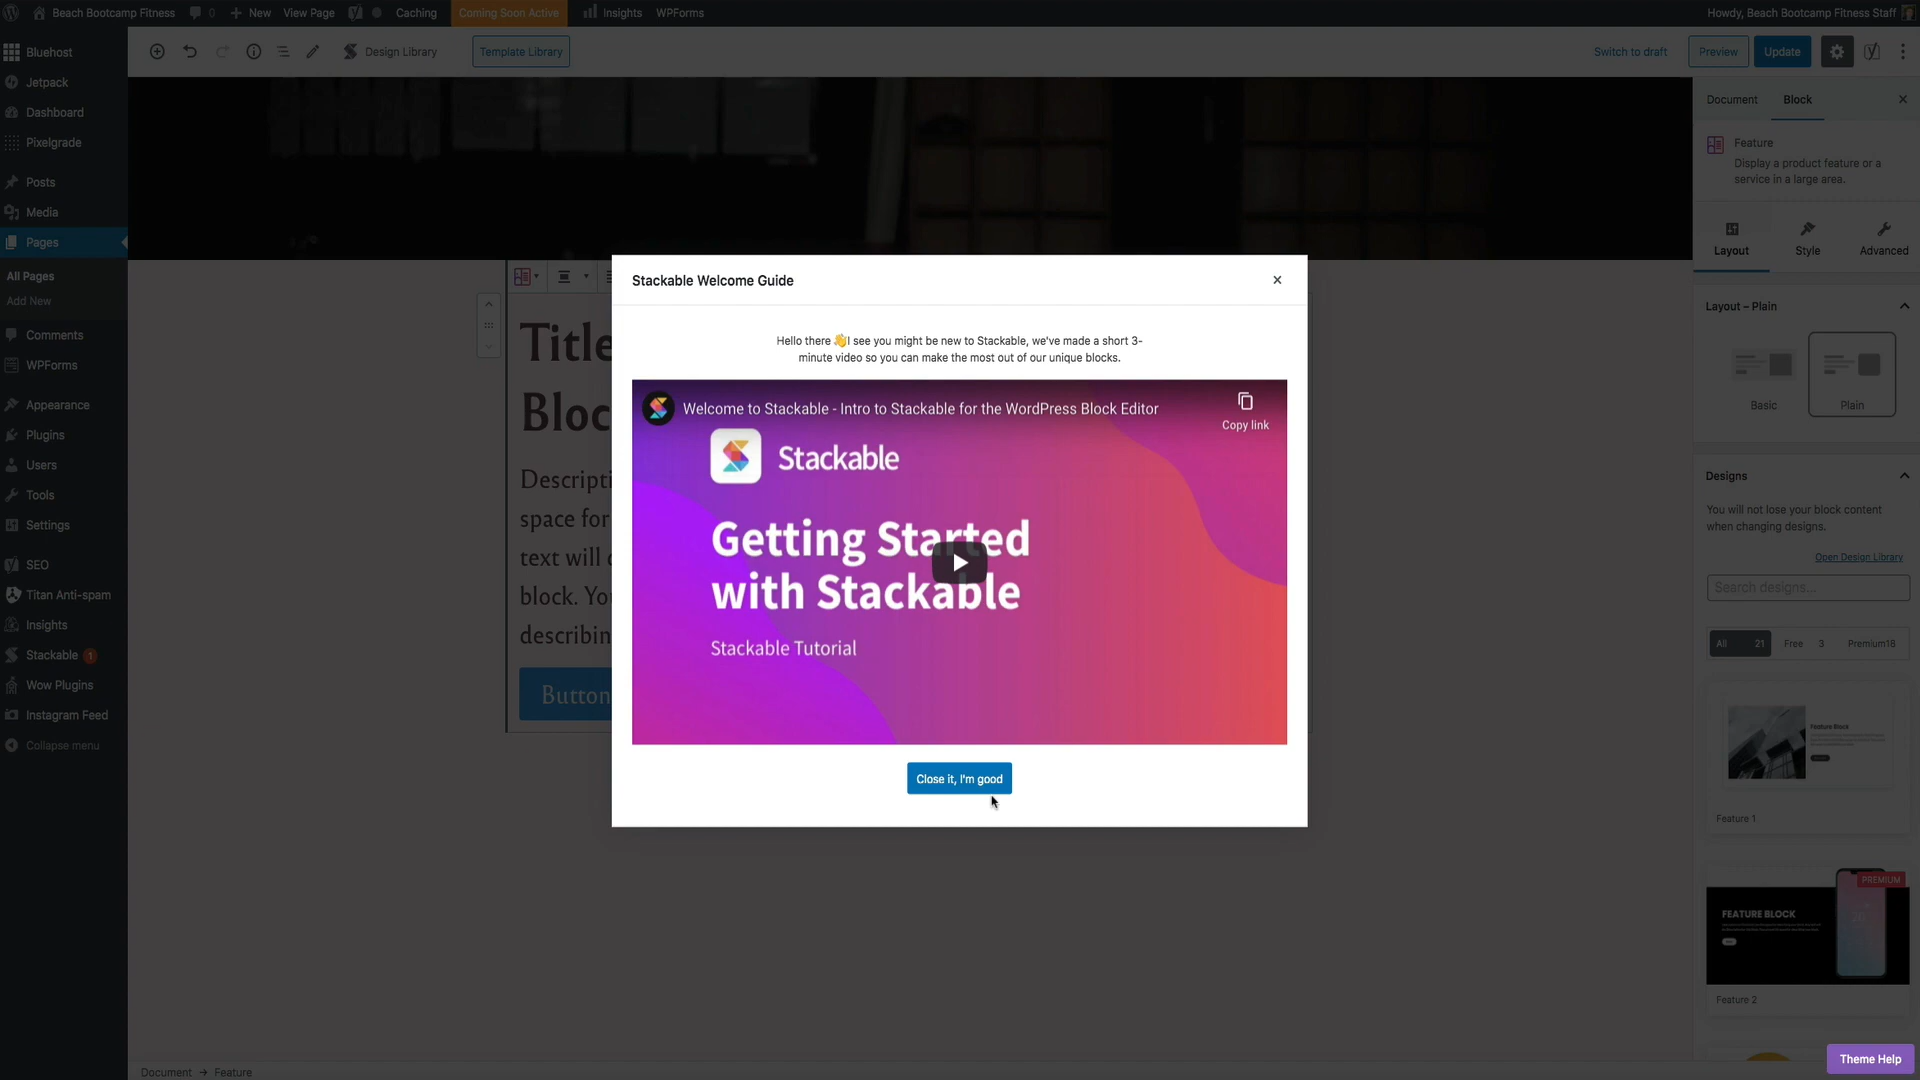 Beach Bootcamp Fitness 0 New View Page Caching Coming Soon Active Insights WPForms Howdy, Beach Bootcamp Fitness Staff
Design Library Template Library Switch to draft Preview Update
Bluehost
Jetpack
Dashboard
Pixelgrade
Posts
Media
Pages
All Pages
Add New
Comments
WPForms
Appearance
Plugins
Users
Tools
Settings
SEO
Titan Anti-spam
Insights
Stackable 1
Wow Plugins
Instagram Feed
Collapse menu
Title
Bloc
Descripti
space for
text will
block. Yo
describin
Button
Stackable Welcome Guide
Hello there 👋I see you might be new to Stackable, we've made a short 3-
minute video so you can make the most out of our unique blocks.
Welcome to Stackable - Intro to Stackable for the WordPress Block Editor
Copy link
Stackable
Getting Started
with Stackable
Stackable Tutorial
Close it, I'm good
Document Block
Feature
Display a product feature or a
service in a large area.
Layout Style Advanced
Layout – Plain
Basic Plain
Designs
You will not lose your block content
when changing designs.
Open Design Library
Search designs...
All 21 Free 3 Premium18
Feature Block
Feature 1
PREMIUM
FEATURE BLOCK
Feature 2
Theme Help
Document → Feature